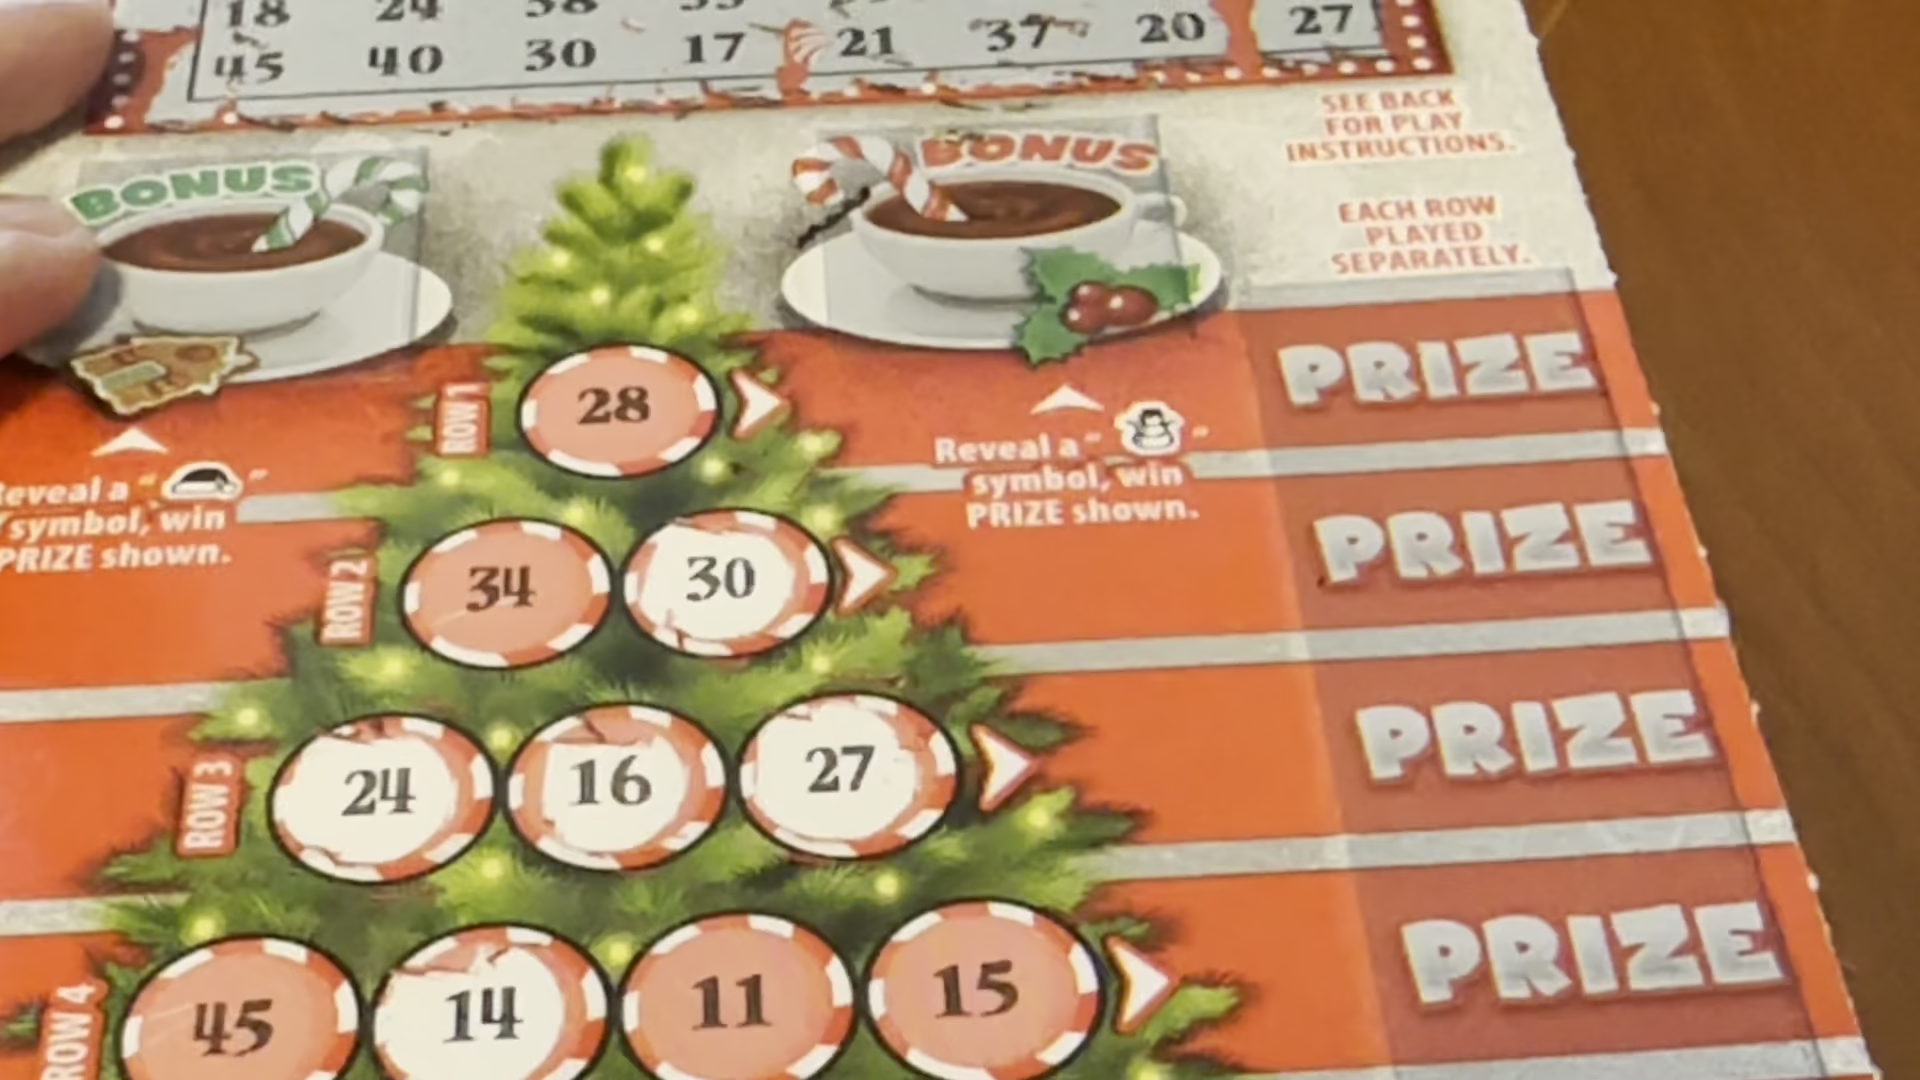 18 24 38
45 40 30 17 21 37 20 27
SEE BACK
FOR PLAY
INSTRUCTIONS.
BONUS
BONUS
EACH ROW
PLAYED
SEPARATELY.
ROW 1
28
PRIZE
Reveal a " "
symbol, win
PRIZE shown.
Reveal a " "
symbol, win
PRIZE shown.
ROW 2
34 30
PRIZE
ROW 3
24 16 27
PRIZE
ROW 4
45 14 11 15
PRIZE